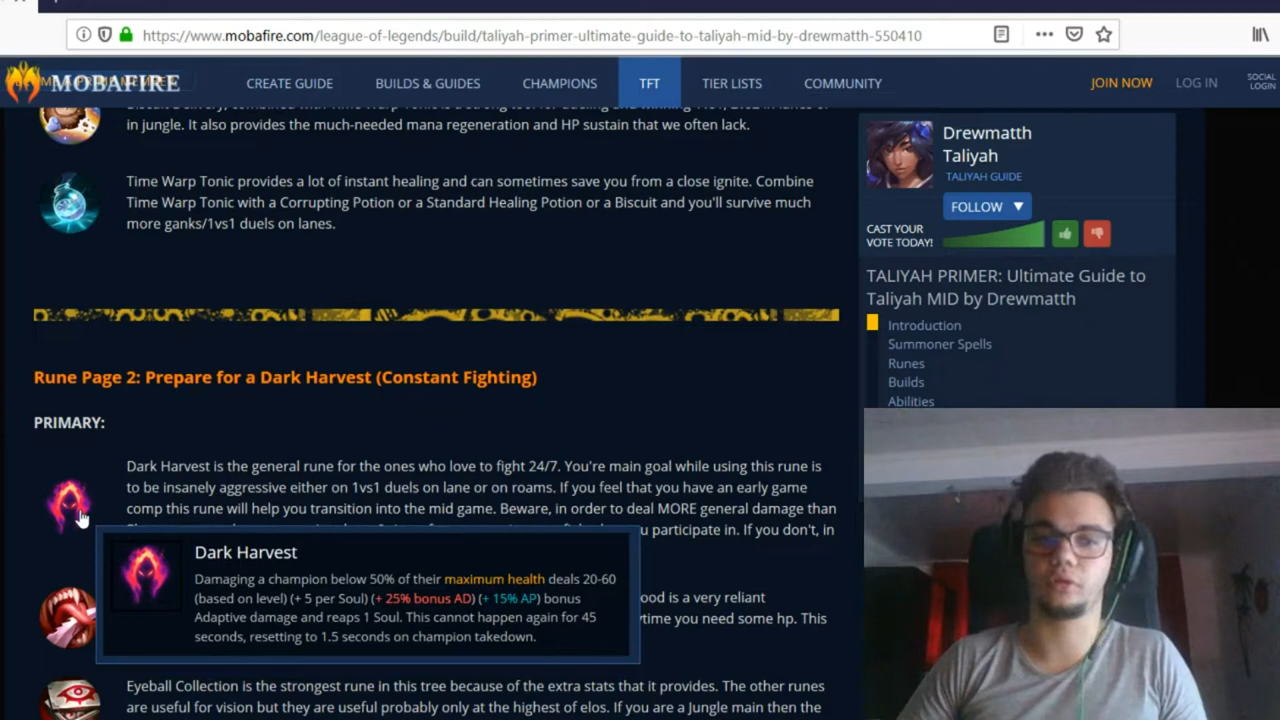 https://www.mobafire.com/league-of-legends/build/taliyah-primer-ultimate-guide-to-taliyah-mid-by-drewmatth-550410
MOBAFIRE
CREATE GUIDE
BUILDS & GUIDES
CHAMPIONS
TFT
TIER LISTS
COMMUNITY
JOIN NOW
LOG IN
SOCIAL
LOGIN
in jungle. It also provides the much-needed mana regeneration and HP sustain that we often lack.
Time Warp Tonic provides a lot of instant healing and can sometimes save you from a close ignite. Combine
Time Warp Tonic with a Corrupting Potion or a Standard Healing Potion or a Biscuit and you'll survive much
more ganks/1vs1 duels on lanes.
Rune Page 2: Prepare for a Dark Harvest (Constant Fighting)
PRIMARY:
Dark Harvest is the general rune for the ones who love to fight 24/7. You're main goal while using this rune is
to be insanely aggressive either on 1vs1 duels on lane or on roams. If you feel that you have an early game
comp this rune will help you transition into the mid game. Beware, in order to deal MORE general damage than
u participate in. If you don't, in
Dark Harvest
Damaging a champion below 50% of their maximum health deals 20-60
(based on level) (+ 5 per Soul) (+ 25% bonus AD) (+ 15% AP) bonus
Adaptive damage and reaps 1 Soul. This cannot happen again for 45
seconds, resetting to 1.5 seconds on champion takedown.
ood is a very reliant
ytime you need some hp. This
Eyeball Collection is the strongest rune in this tree because of the extra stats that it provides. The other runes
are useful for vision but they are useful probably only at the highest of elos. If you are a Jungle main then the
Drewmatth
Taliyah
TALIYAH GUIDE
FOLLOW
CAST YOUR
VOTE TODAY!
TALIYAH PRIMER: Ultimate Guide to
Taliyah MID by Drewmatth
Introduction
Summoner Spells
Runes
Builds
Abilities